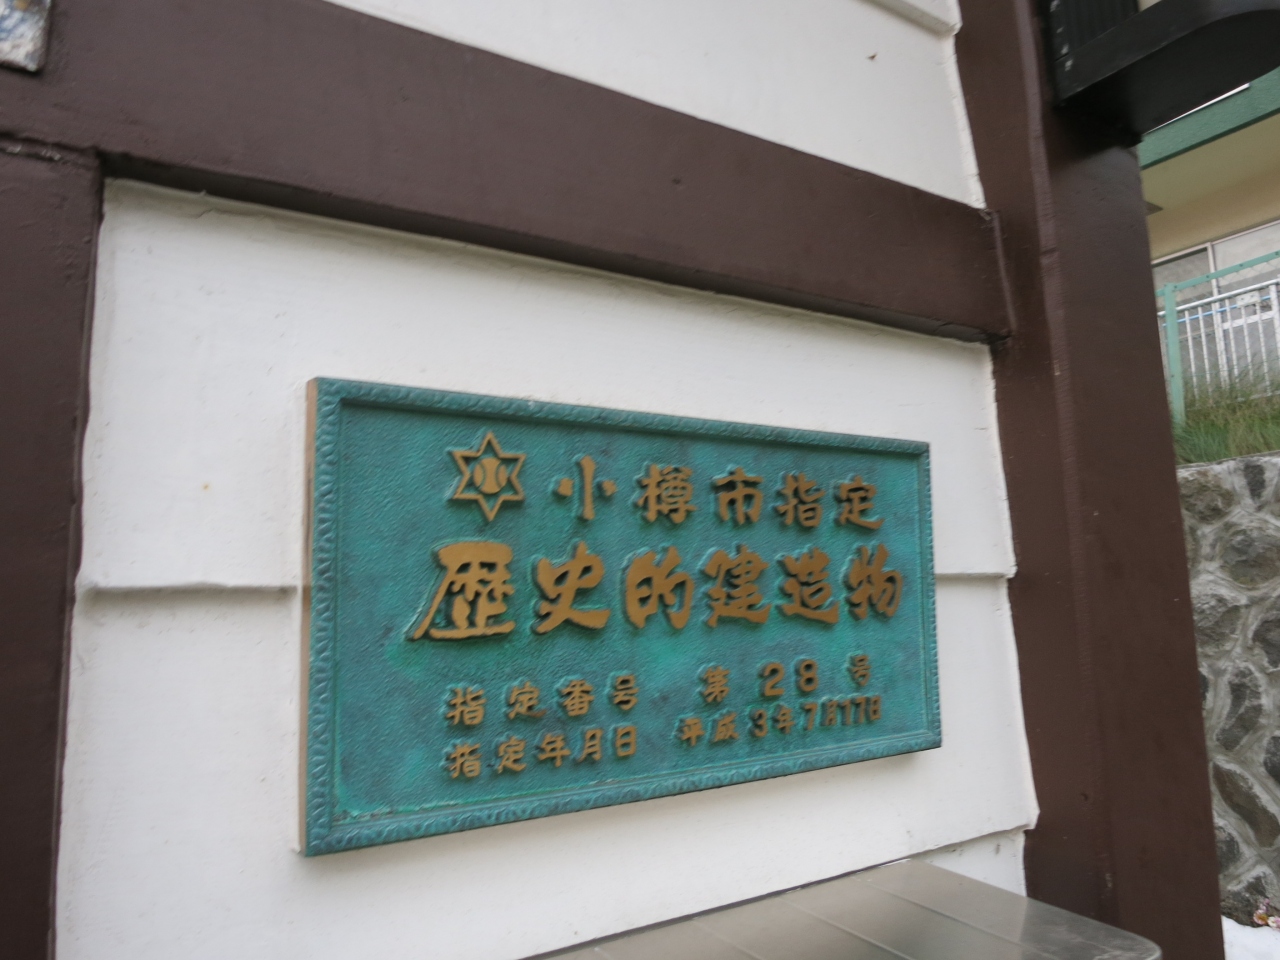 小樽市指定
歴史的建造物
指定番号 第28号
指定年月日 平成3年7月17日